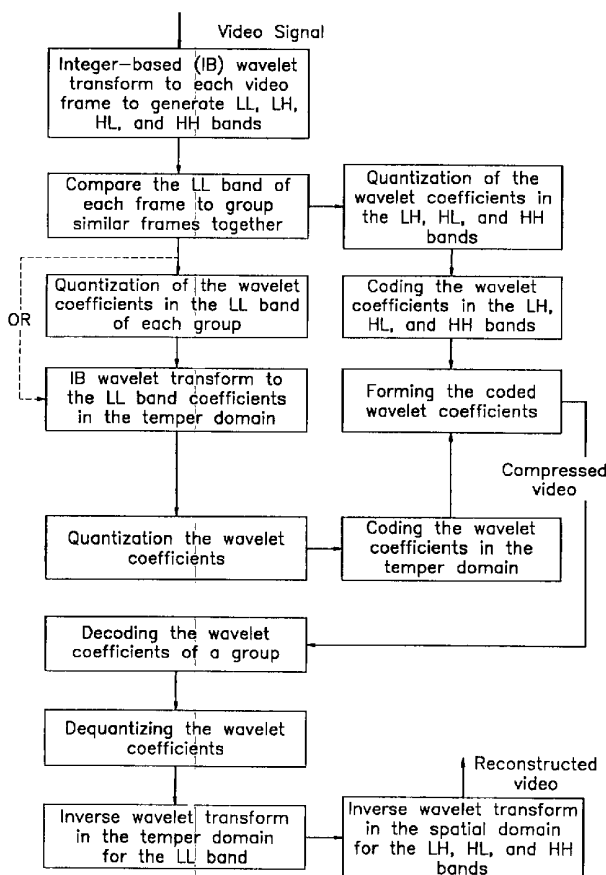 Video Signal
Integer-based (IB) wavelet
transform to each video
frame to generate LL, LH,
HL, and HH bands
Compare the LL band of
each frame to group
similar frames together
Quantization of the
wavelet coefficients in
the LH, HL, and HH
bands
Quantization of the wavelet
coefficients in the LL band
of each group
OR
Coding the wavelet
coefficients in the LH,
HL, and HH bands
IB wavelet transform to
the LL band coefficients
in the temper domain
Forming the coded
wavelet coefficients
Compressed
video
Quantization the wavelet
coefficients
Coding the wavelet
coefficients in the
temper domain
Decoding the wavelet
coefficients of a group
Dequantizing the wavelet
coefficients
Reconstructed
video
Inverse wavelet transform
in the temper domain
for the LL band
Inverse wavelet transform
in the spatial domain
for the LH, HL, and HH
bands